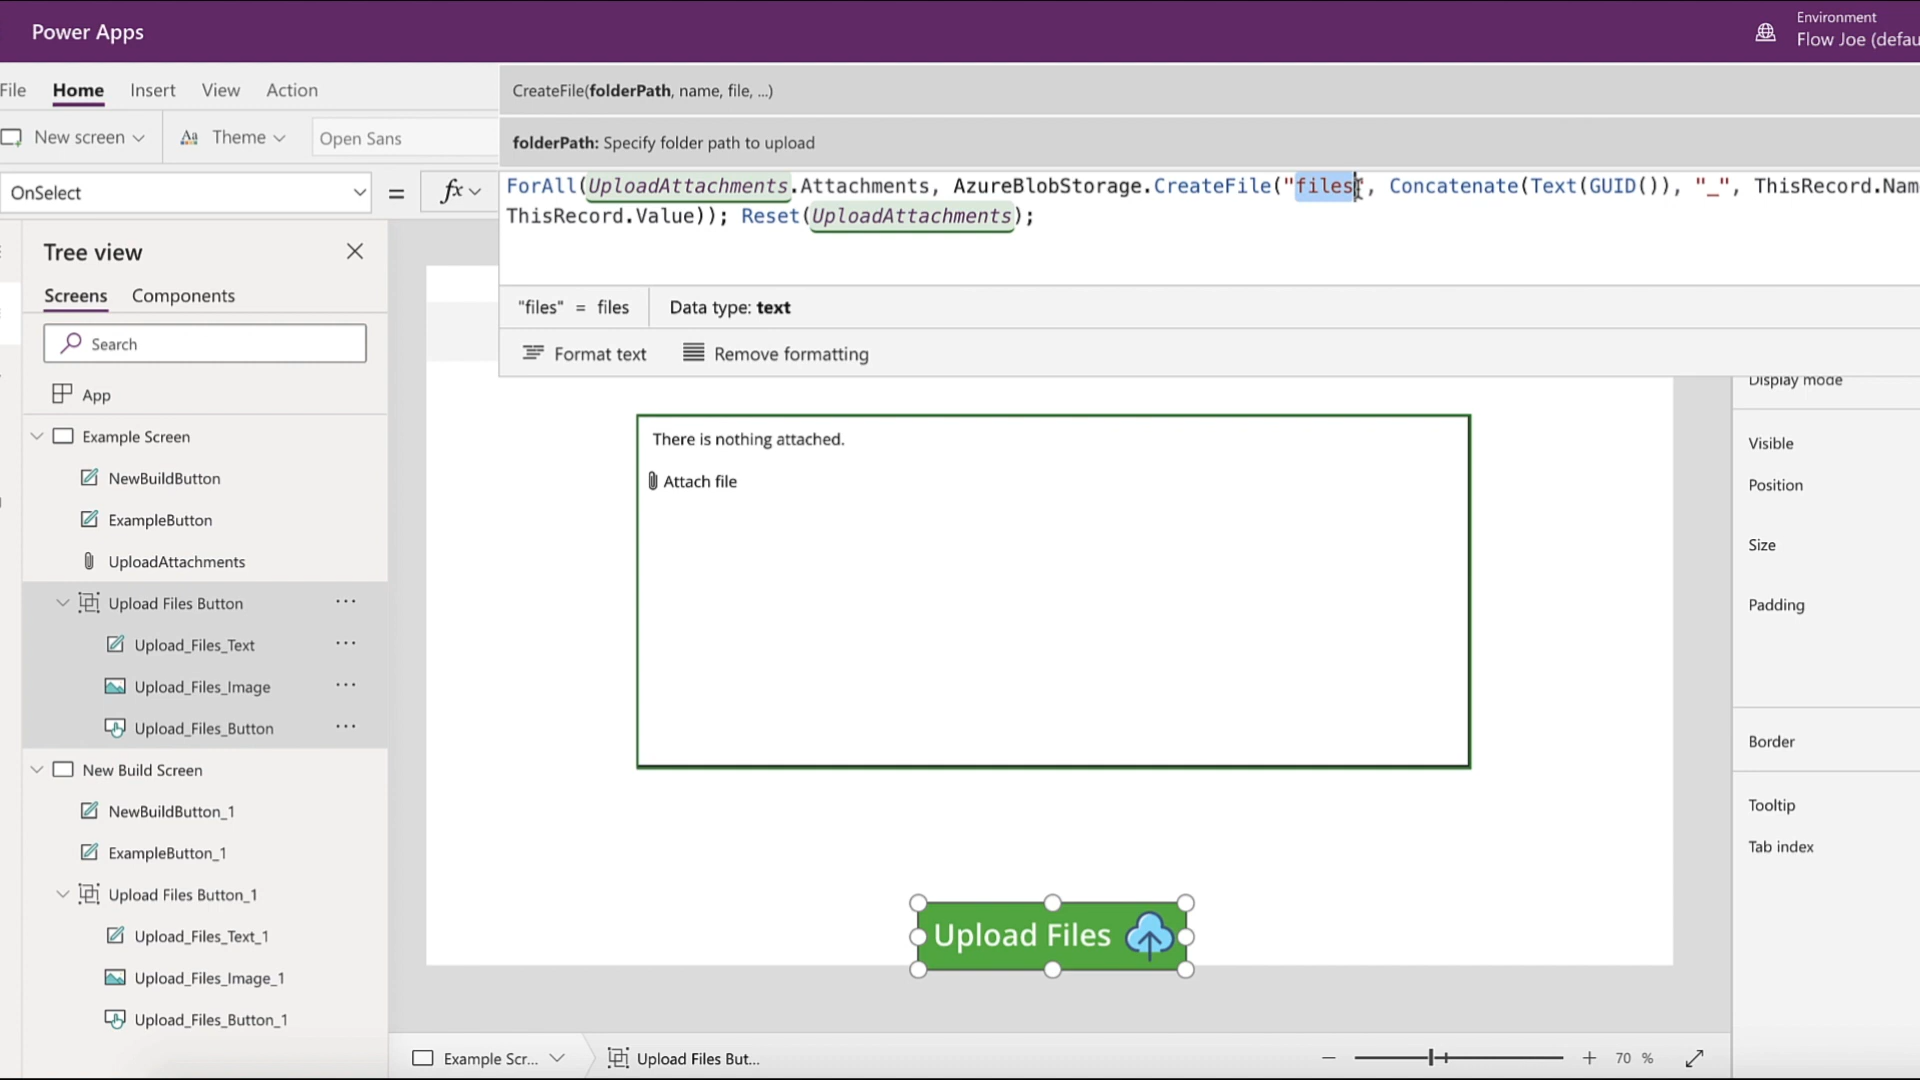 Power Apps
Environment
Flow Joe (defau
File Home Insert View Action
CreateFile(folderPath, name, file, ...)
New screen Theme Open Sans
folderPath: Specify folder path to upload
OnSelect = fx
ForAll(UploadAttachments.Attachments, AzureBlobStorage.CreateFile("files", Concatenate(Text(GUID()), "_", ThisRecord.Nam
ThisRecord.Value)); Reset(UploadAttachments);
Tree view
Screens Components
"files" = files Data type: text
Search
Format text Remove formatting
App
Display mode
Example Screen
There is nothing attached.
Visible
NewBuildButton
Attach file
Position
ExampleButton
Size
UploadAttachments
Upload Files Button ...
Padding
Upload_Files_Text ...
Upload_Files_Image ...
Upload_Files_Button ...
Border
New Build Screen
Tooltip
NewBuildButton_1
Tab index
ExampleButton_1
Upload Files Button_1
Upload_Files_Text_1
Upload Files
Upload_Files_Image_1
Upload_Files_Button_1
Example Scr... Upload Files But... 70 %